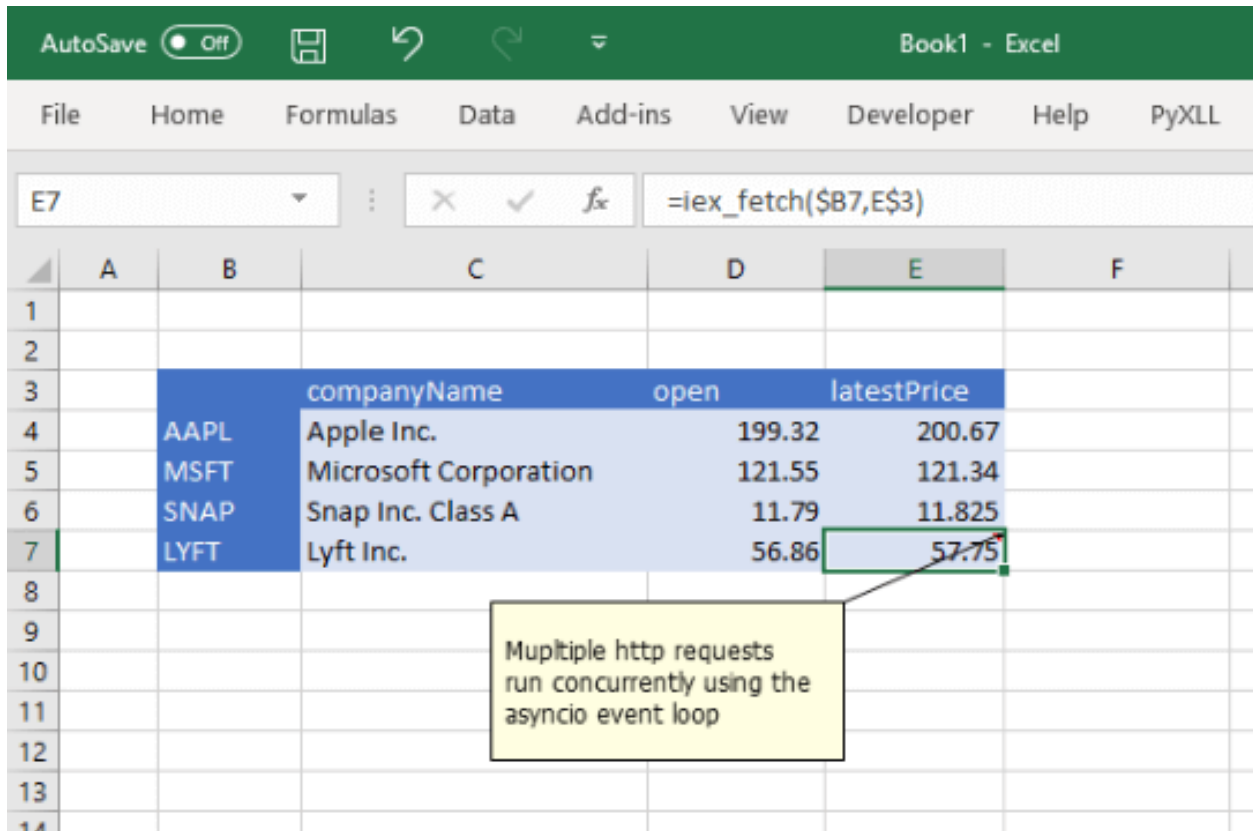 AutoSave Off Book1 - Excel
File Home Formulas Data Add-ins View Developer Help PyXLL
E7 fx =iex_fetch($B7,E$3)
A B C D E F
1
2
3 companyName open latestPrice
4 AAPL Apple Inc. 199.32 200.67
5 MSFT Microsoft Corporation 121.55 121.34
6 SNAP Snap Inc. Class A 11.79 11.825
7 LYFT Lyft Inc. 56.86 57.75
8
9 Mupltiple http requests
10 run concurrently using the
11 asyncio event loop
12
13
14